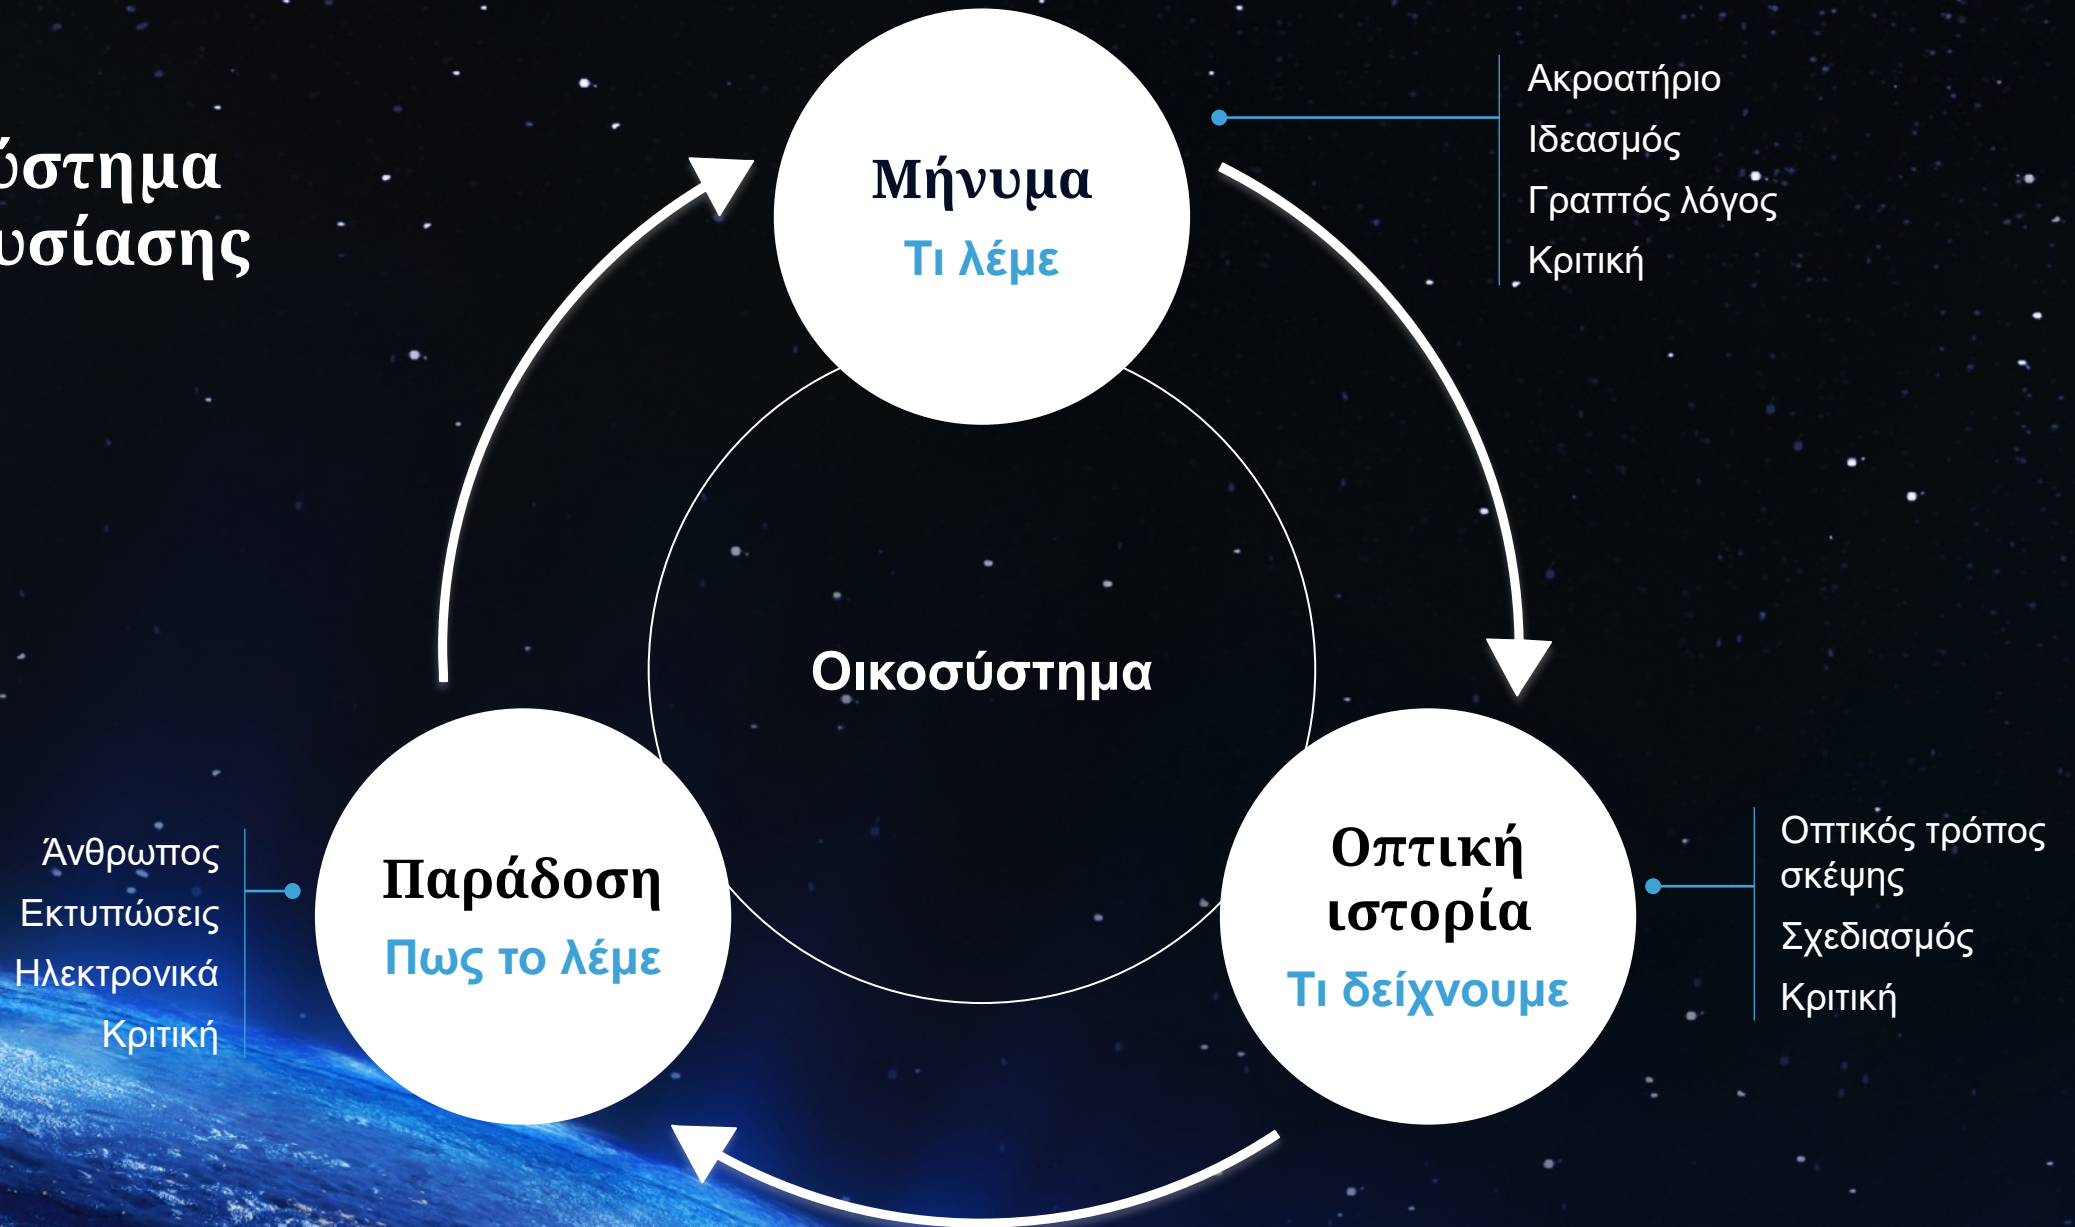 ύστημα
υσίασης
Μήνυμα
Τι λέμε
Ακροατήριο
Ιδεασμός
Γραπτός λόγος
Κριτική
Οικοσύστημα
Οπτική
ιστορία
Τι δείχνουμε
Οπτικός τρόπος
σκέψης
Σχεδιασμός
Κριτική
Παράδοση
Πως το λέμε
Άνθρωπος
Εκτυπώσεις
Ηλεκτρονικά
Κριτική